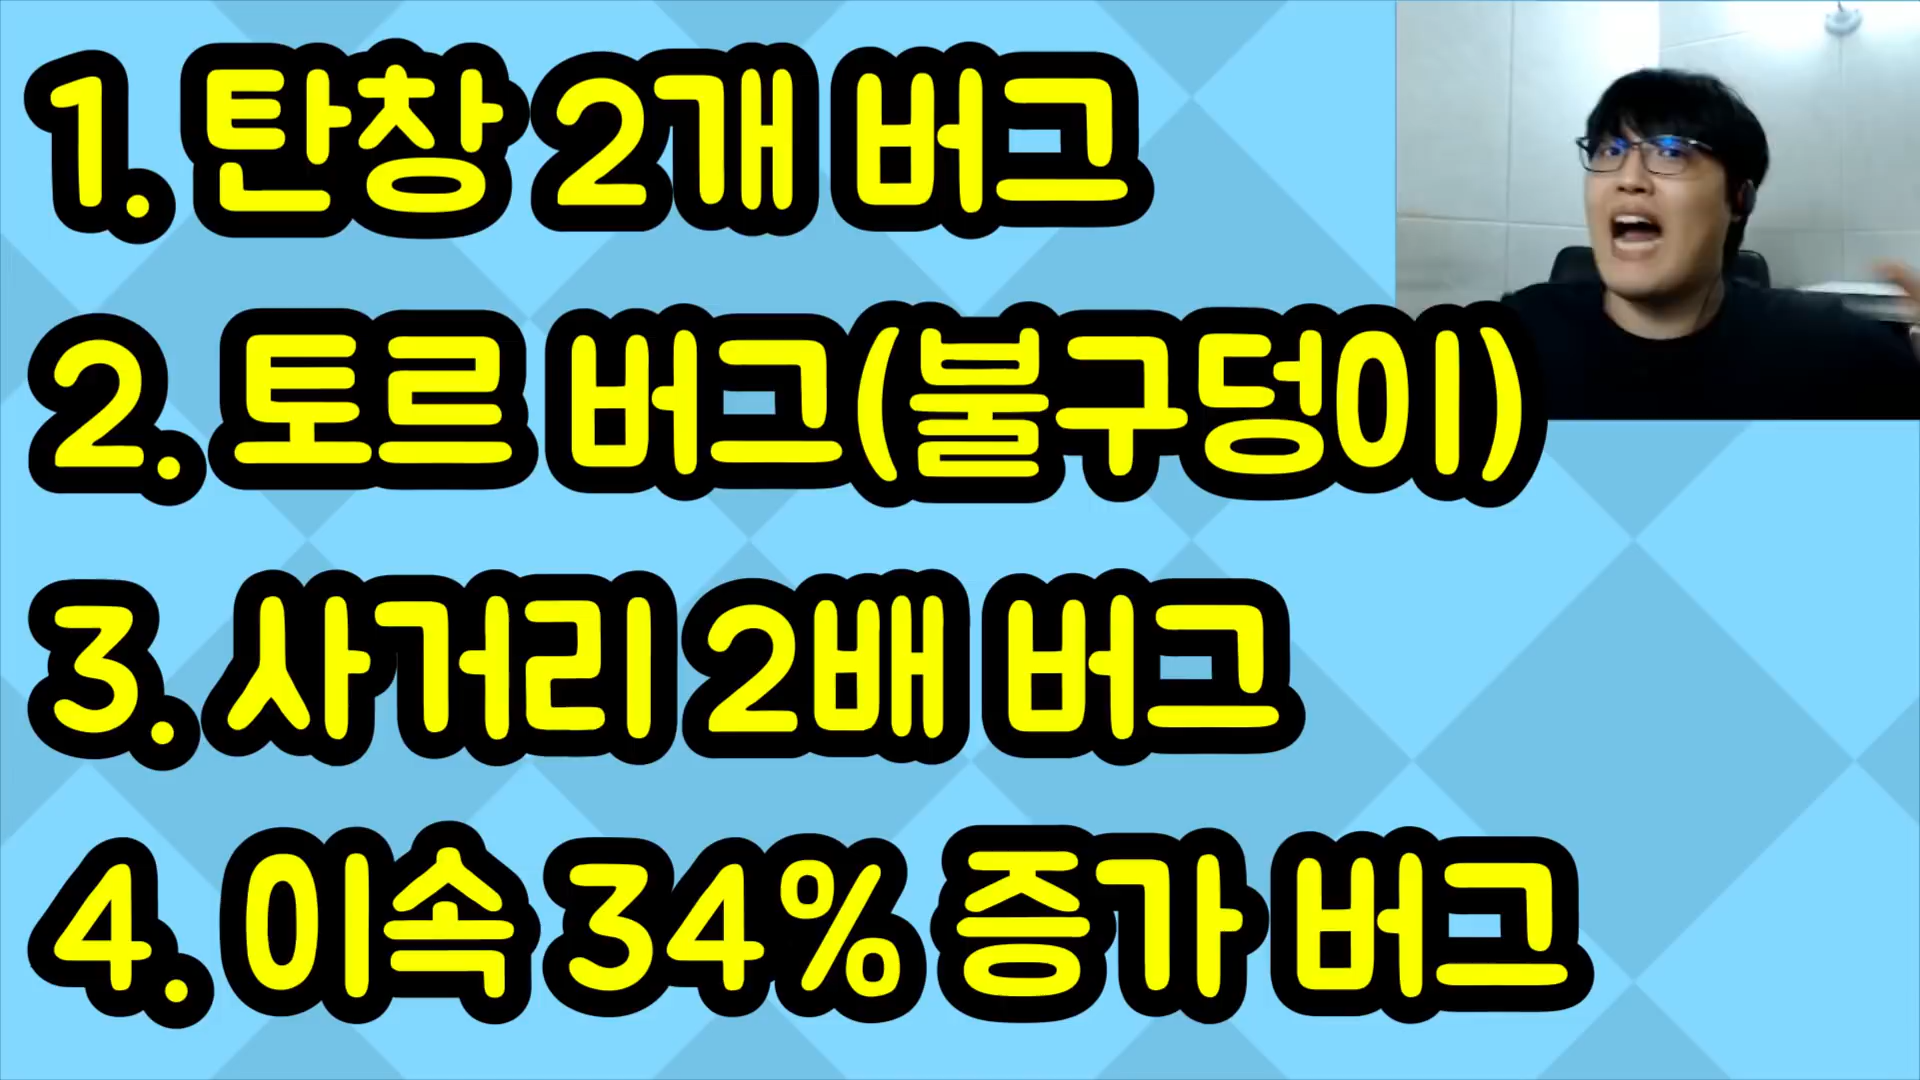 1. 탄창 2개 버그
2. 토르 버그(불구덩이)
3. 사거리 2배 버그
4. 이속 34% 증가 버그